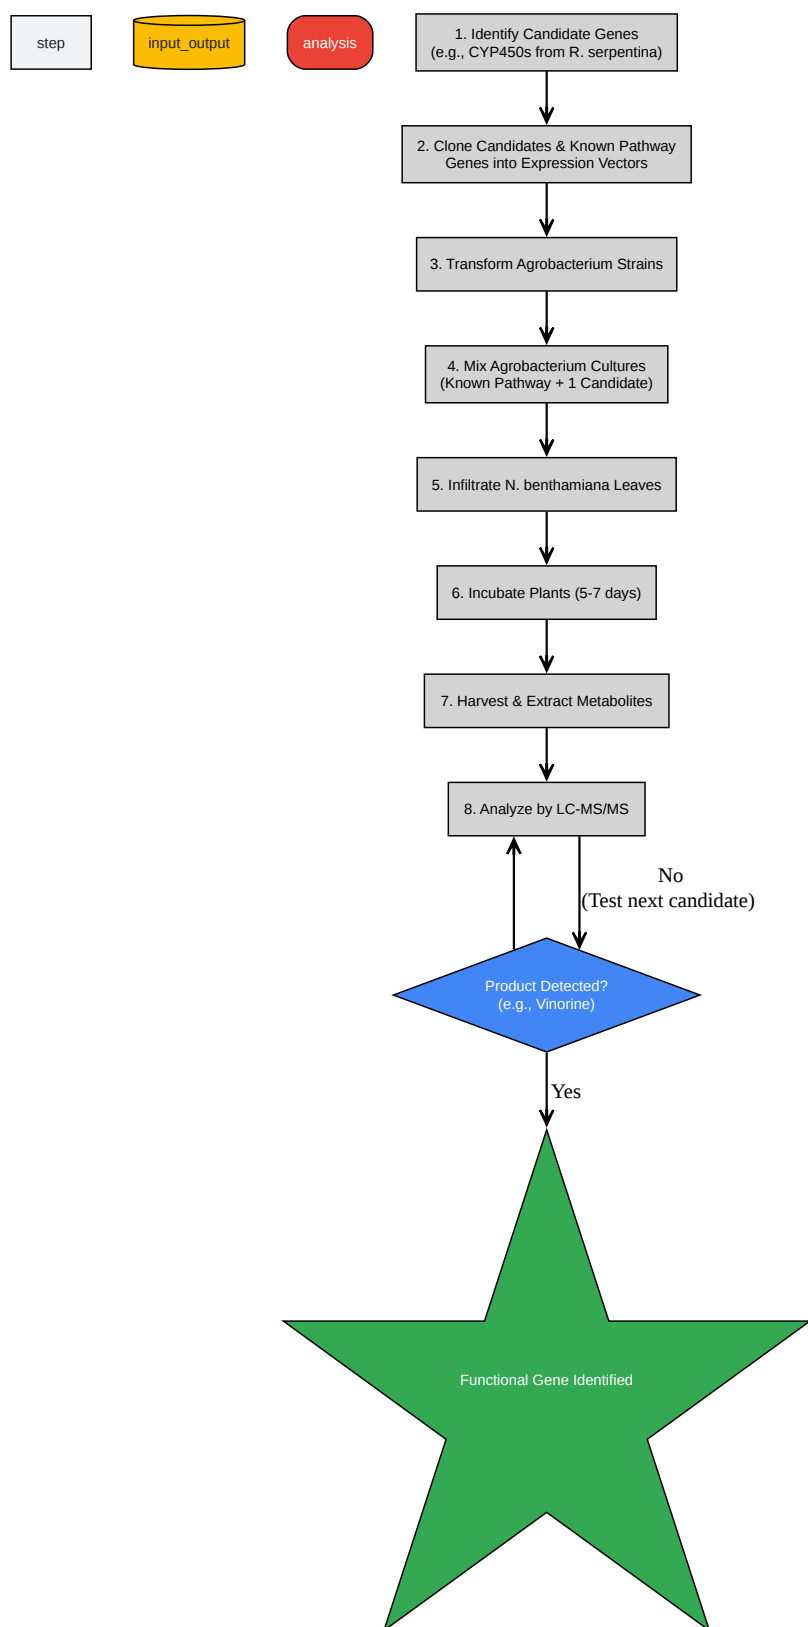 step
input_output
analysis
1. Identify Candidate Genes
(e.g., CYP450s from R. serpentina)
2. Clone Candidates & Known Pathway
Genes into Expression Vectors
3. Transform Agrobacterium Strains
4. Mix Agrobacterium Cultures
(Known Pathway + 1 Candidate)
5. Infiltrate N. benthamiana Leaves
6. Incubate Plants (5-7 days)
7. Harvest & Extract Metabolites
8. Analyze by LC-MS/MS
No
(Test next candidate)
Product Detected?
(e.g., Vinorine)
Yes
Functional Gene Identified